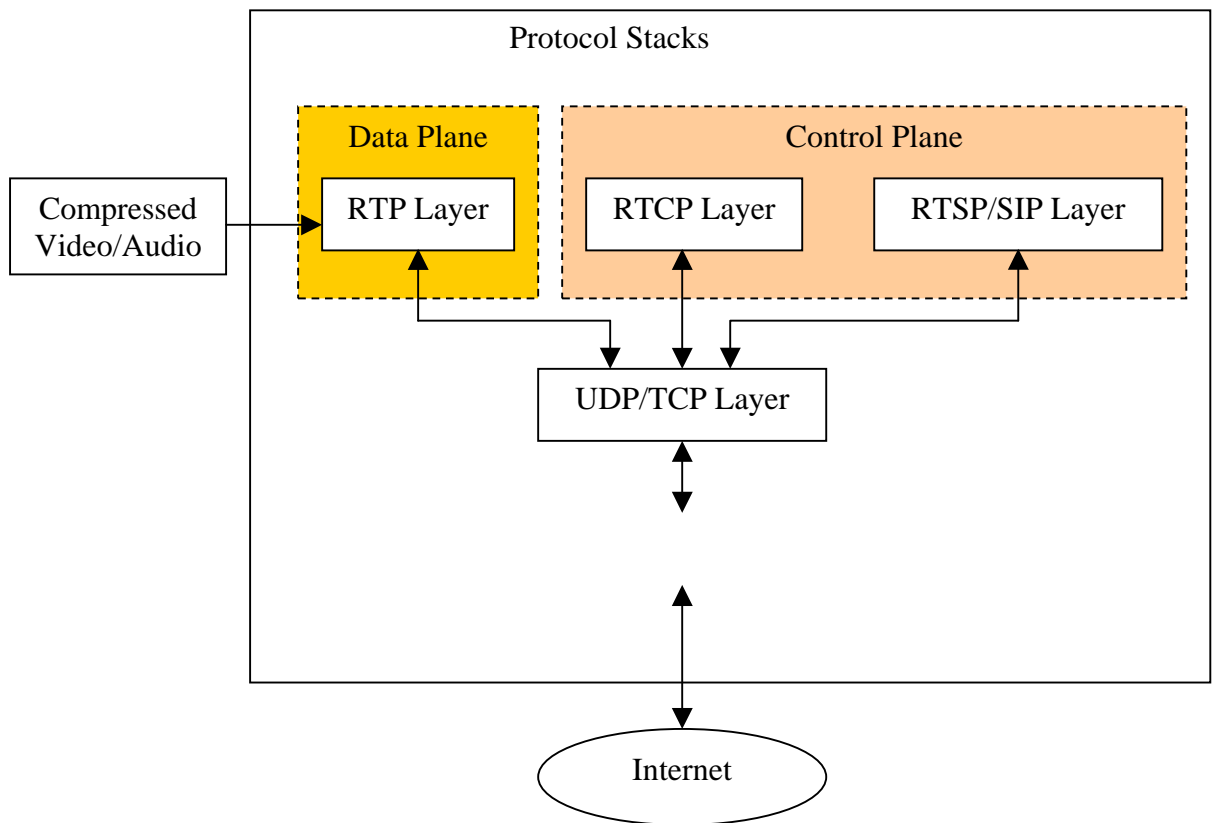 Protocol Stacks
Data Plane
Control Plane
Compressed
Video/Audio
RTP Layer
RTCP Layer
RTSP/SIP Layer
UDP/TCP Layer
Internet